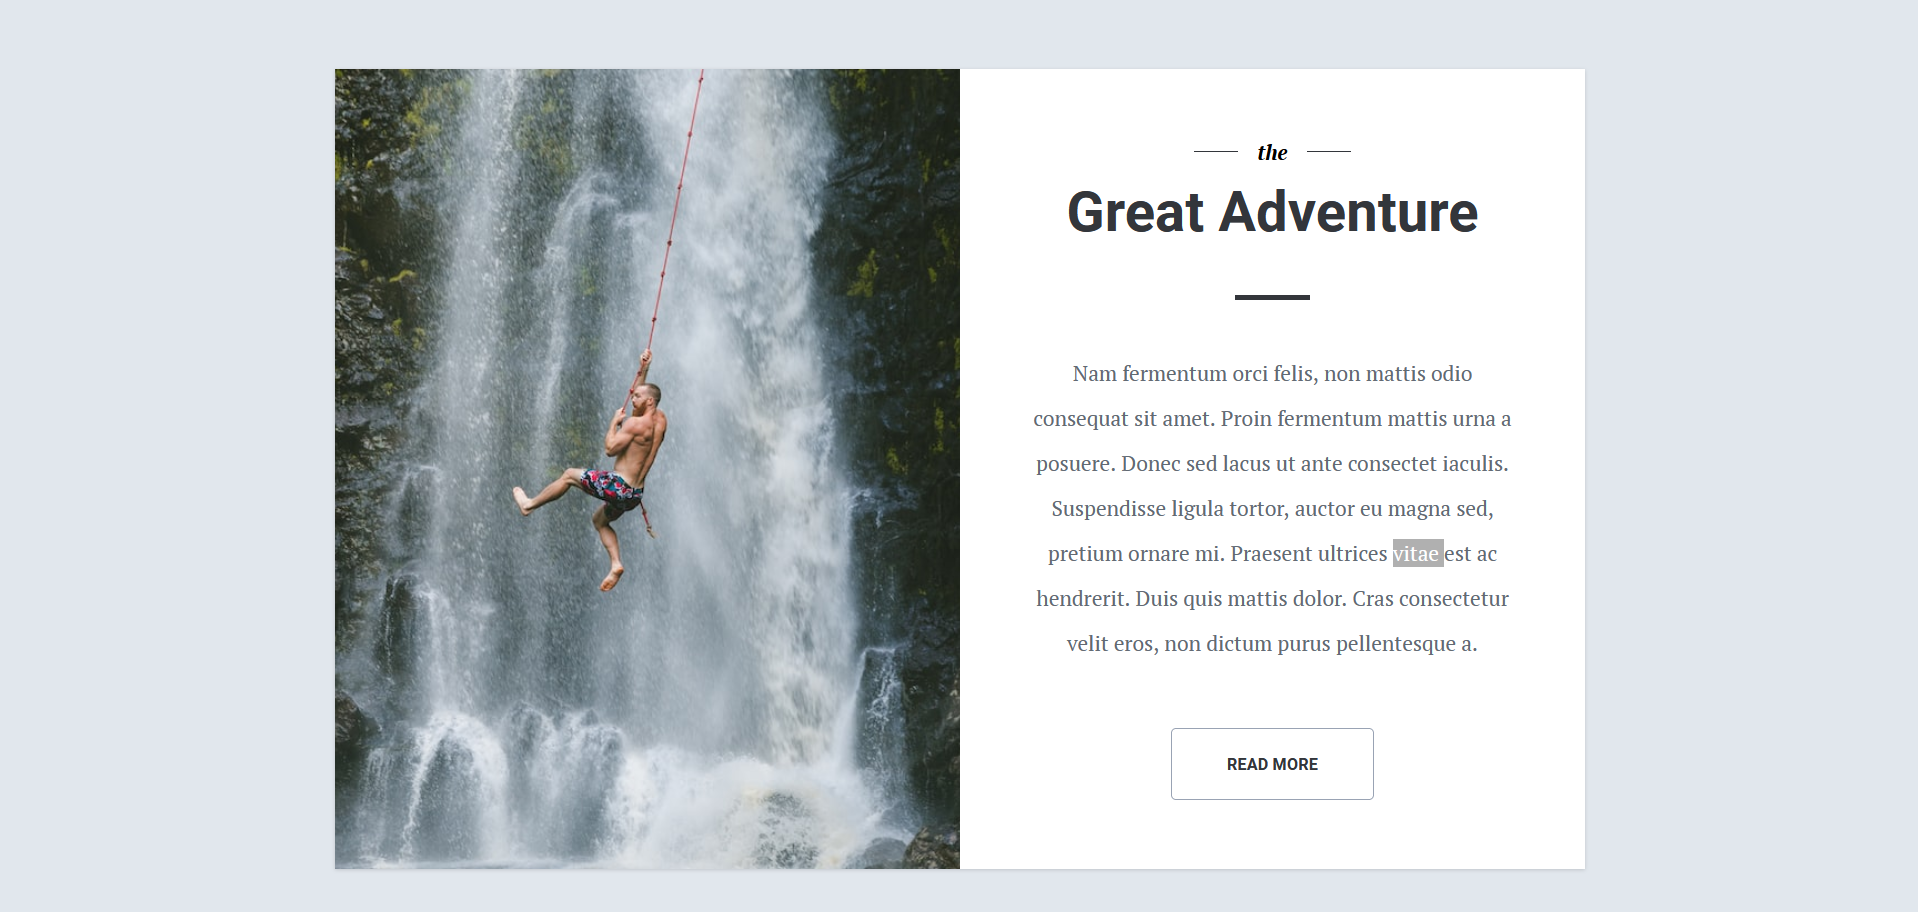 the
Great Adventure
Nam fermentum orci felis, non mattis odio
consequat sit amet. Proin fermentum mattis urna a
posuere. Donec sed lacus ut ante consectet iaculis.
Suspendisse ligula tortor, auctor eu magna sed,
pretium ornare mi. Praesent ultrices vitae est ac
hendrerit. Duis quis mattis dolor. Cras consectetur
velit eros, non dictum purus pellentesque a.
READ MORE